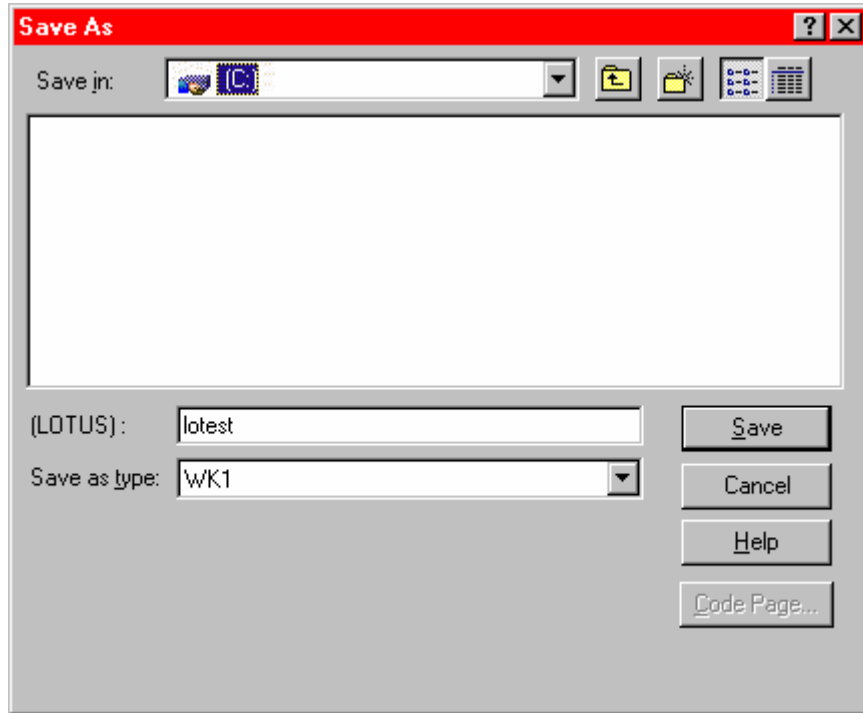 Save As
Save in: (C:)
(LOTUS) : lotest
Save
Save as type: WK1
Cancel
Help
Code Page...